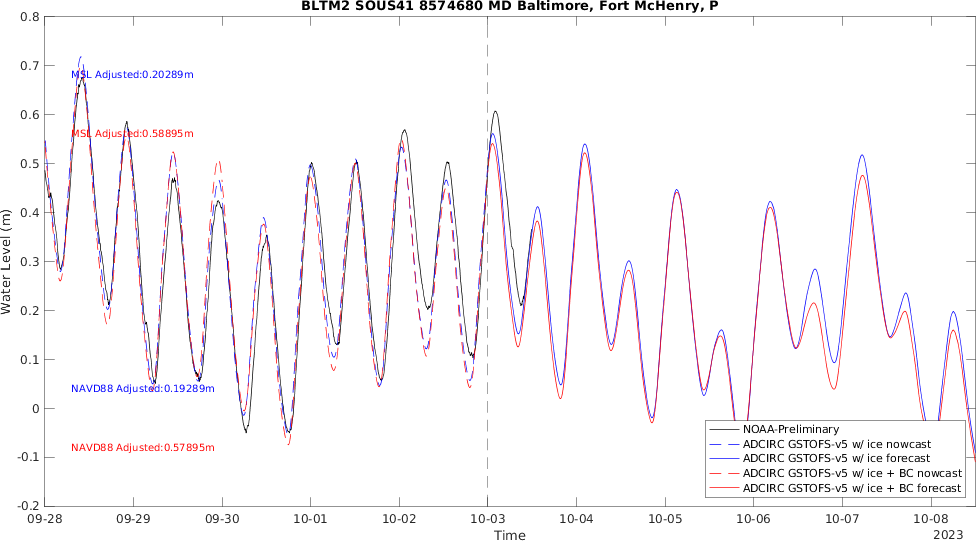 BLTM2 SOUS41 8574680 MD Baltimore, Fort McHenry, P
0.8
0.7
0.6
0.5
0.4
0.3
0.2
0.1
0
-0.1
-0.2
Water Level (m)
MSL Adjusted:0.20289m
MSL Adjusted:0.58895m
NAVD88 Adjusted:0.19289m
NAVD88 Adjusted:0.57895m
NOAA-Preliminary
ADCIRC GSTOFS-v5 w/ ice nowcast
ADCIRC GSTOFS-v5 w/ ice forecast
ADCIRC GSTOFS-v5 w/ ice + BC nowcast
ADCIRC GSTOFS-v5 w/ ice + BC forecast
09-28 09-29 09-30 10-01 10-02 10-03 10-04 10-05 10-06 10-07 10-08
2023
Time